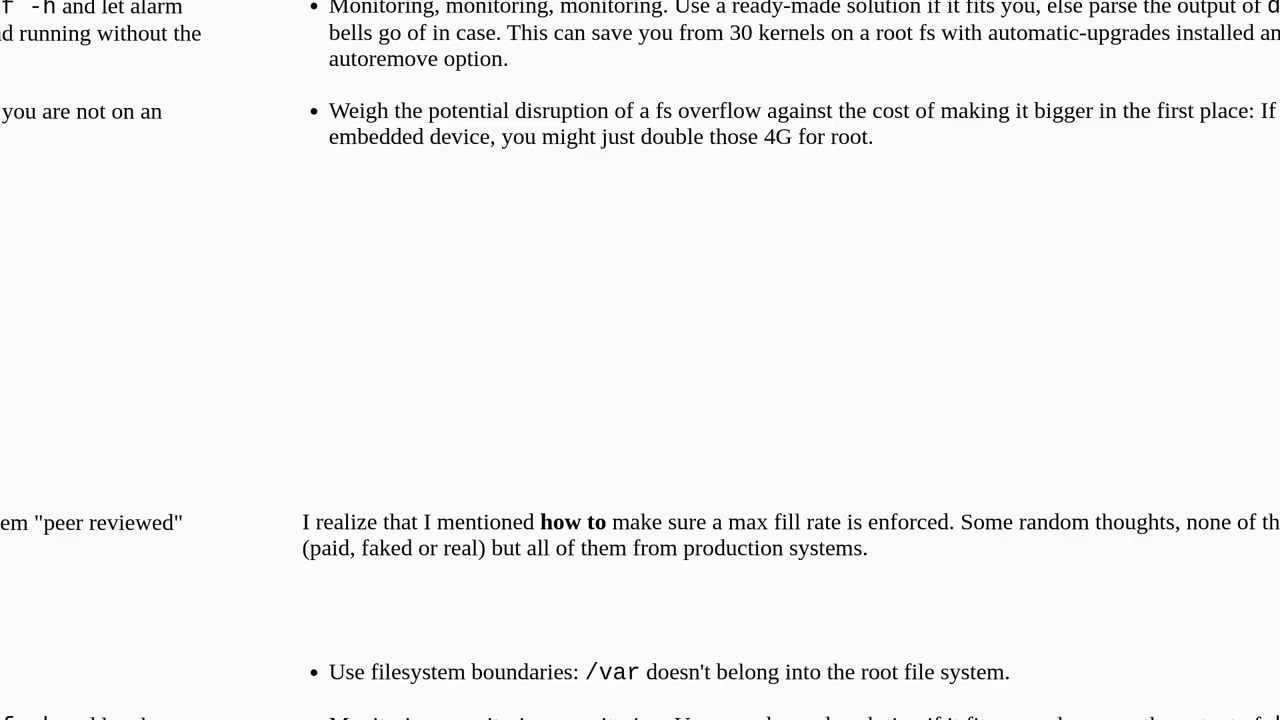 f -h and let alarm
Monitoring, monitoring, monitoring. Use a ready-made solution if it fits you, else parse the output of d
d running without the
bells go of in case. This can save you from 30 kernels on a root fs with automatic-upgrades installed an
autoremove option.
you are not on an
Weigh the potential disruption of a fs overflow against the cost of making it bigger in the first place: If
embedded device, you might just double those 4G for root.
em "peer reviewed"
I realize that I mentioned how to make sure a max fill rate is enforced. Some random thoughts, none of th
(paid, faked or real) but all of them from production systems.
Use filesystem boundaries: /var doesn't belong into the root file system.